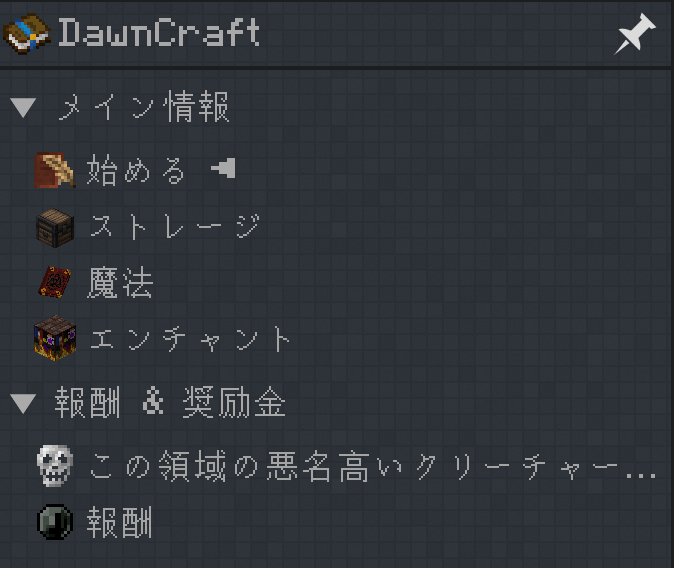 DawnCraft
メイン情報
始める
ストレージ
魔法
エンチャント
報酬 & 奨励金
この領域の悪名高いクリーチャー...
報酬